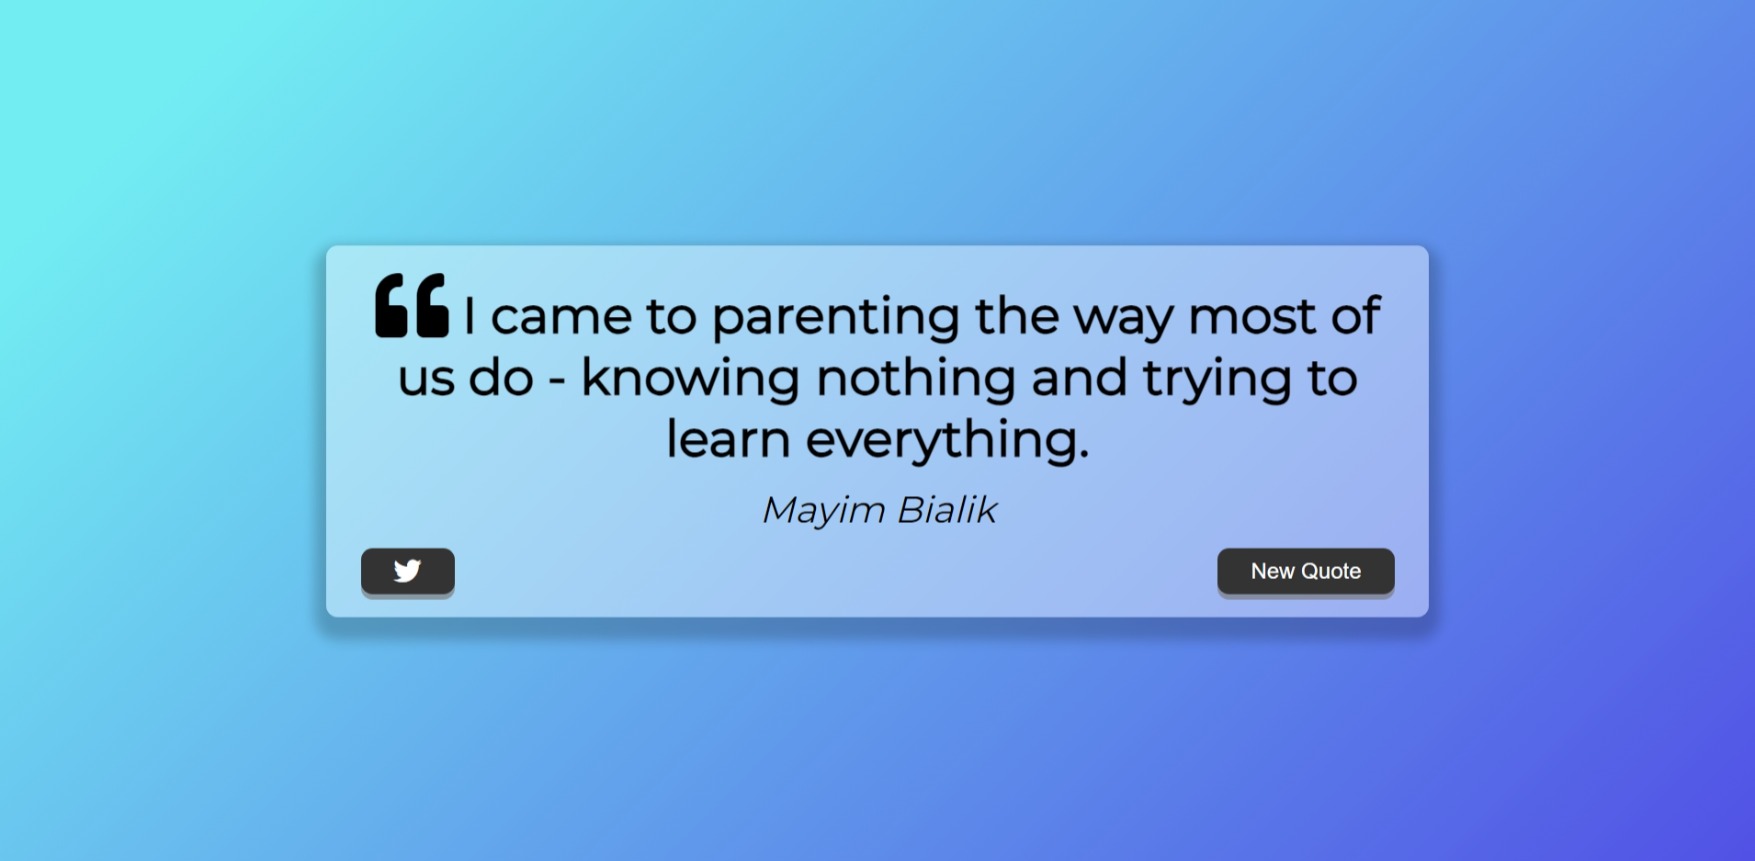 “ I came to parenting the way most of
us do - knowing nothing and trying to
learn everything.
Mayim Bialik
New Quote